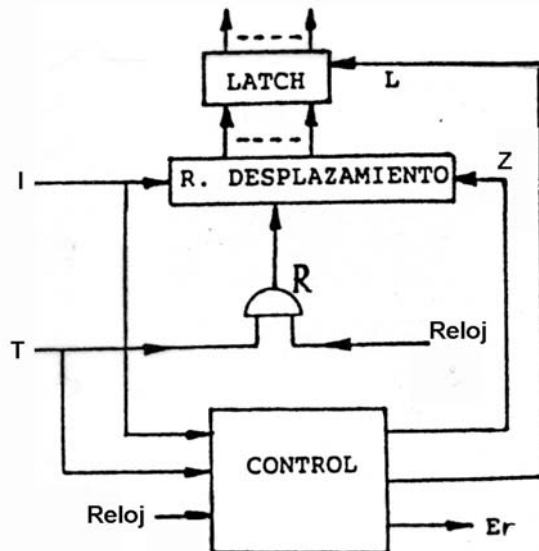 LATCH
L
I
R. DESPLAZAMIENTO
Z
R
T
Reloj
CONTROL
Reloj
Er